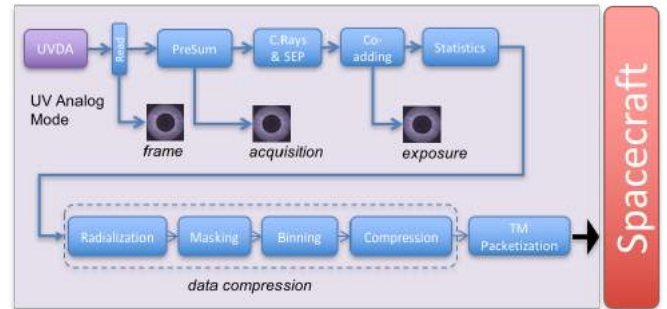 UVDA
Read
PreSum
C.Rays
& SEP
Co-
adding
Statistics
UV Analog
Mode
frame
acquisition
exposure
Radialization
Masking
Binning
Compression
TM
Packetization
data compression
Spacecraft